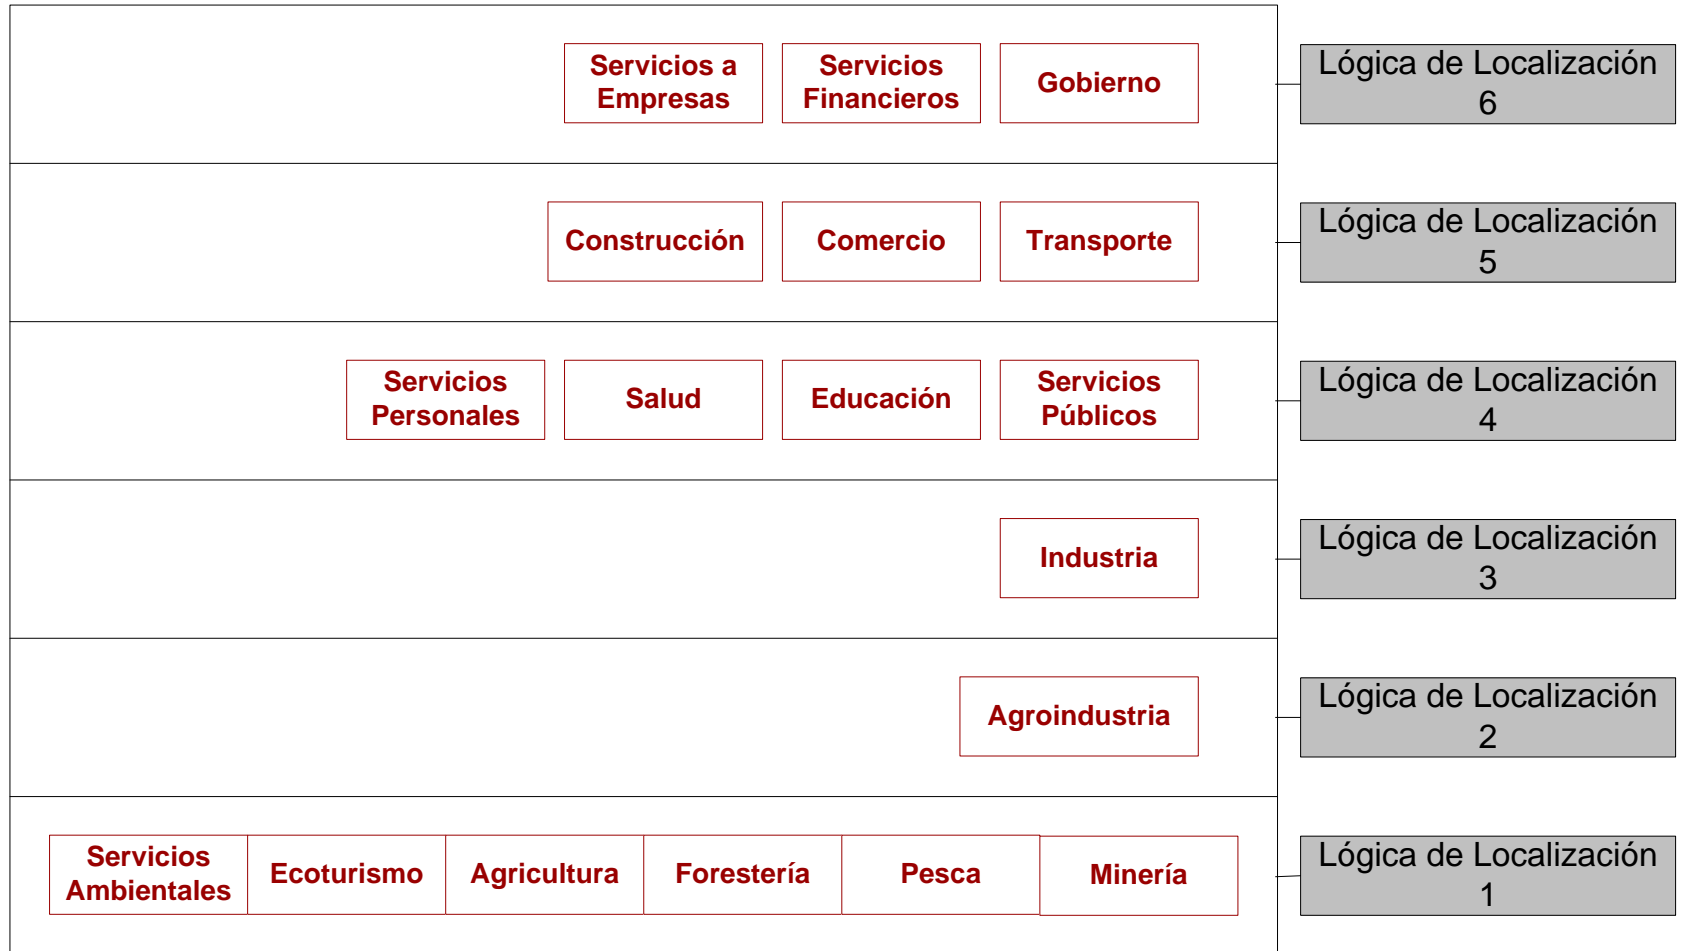 Servicios a
Empresas
Servicios
Financieros
Gobierno
Lógica de Localización
6
Construcción
Comercio
Transporte
Lógica de Localización
5
Servicios
Personales
Salud
Educación
Servicios
Públicos
Lógica de Localización
4
Industria
Lógica de Localización
3
Agroindustria
Lógica de Localización
2
Servicios
Ambientales
Ecoturismo
Agricultura
Forestería
Pesca
Minería
Lógica de Localización
1